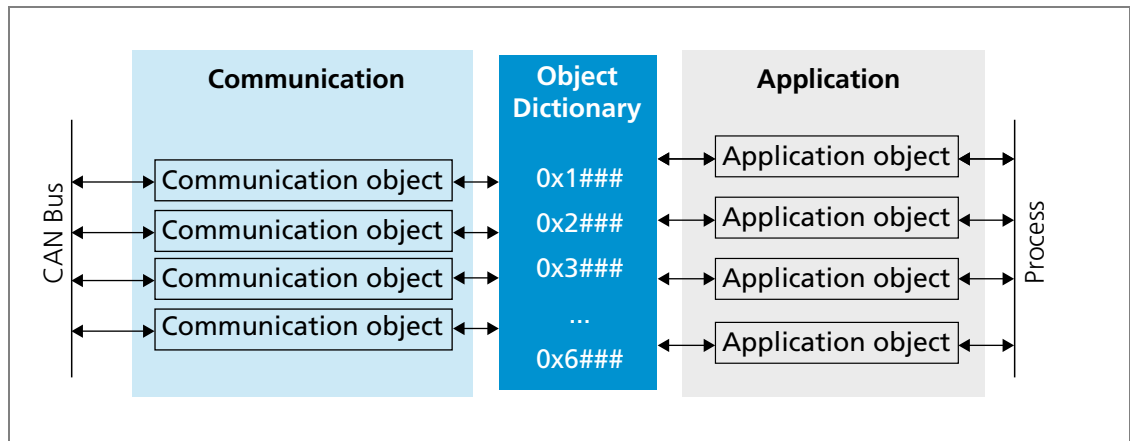 Communication
Object
Dictionary
Application
CAN Bus
Communication object
Communication object
Communication object
Communication object
0x1###
0x2###
0x3###
...
0x6###
Application object
Application object
Application object
Application object
Process